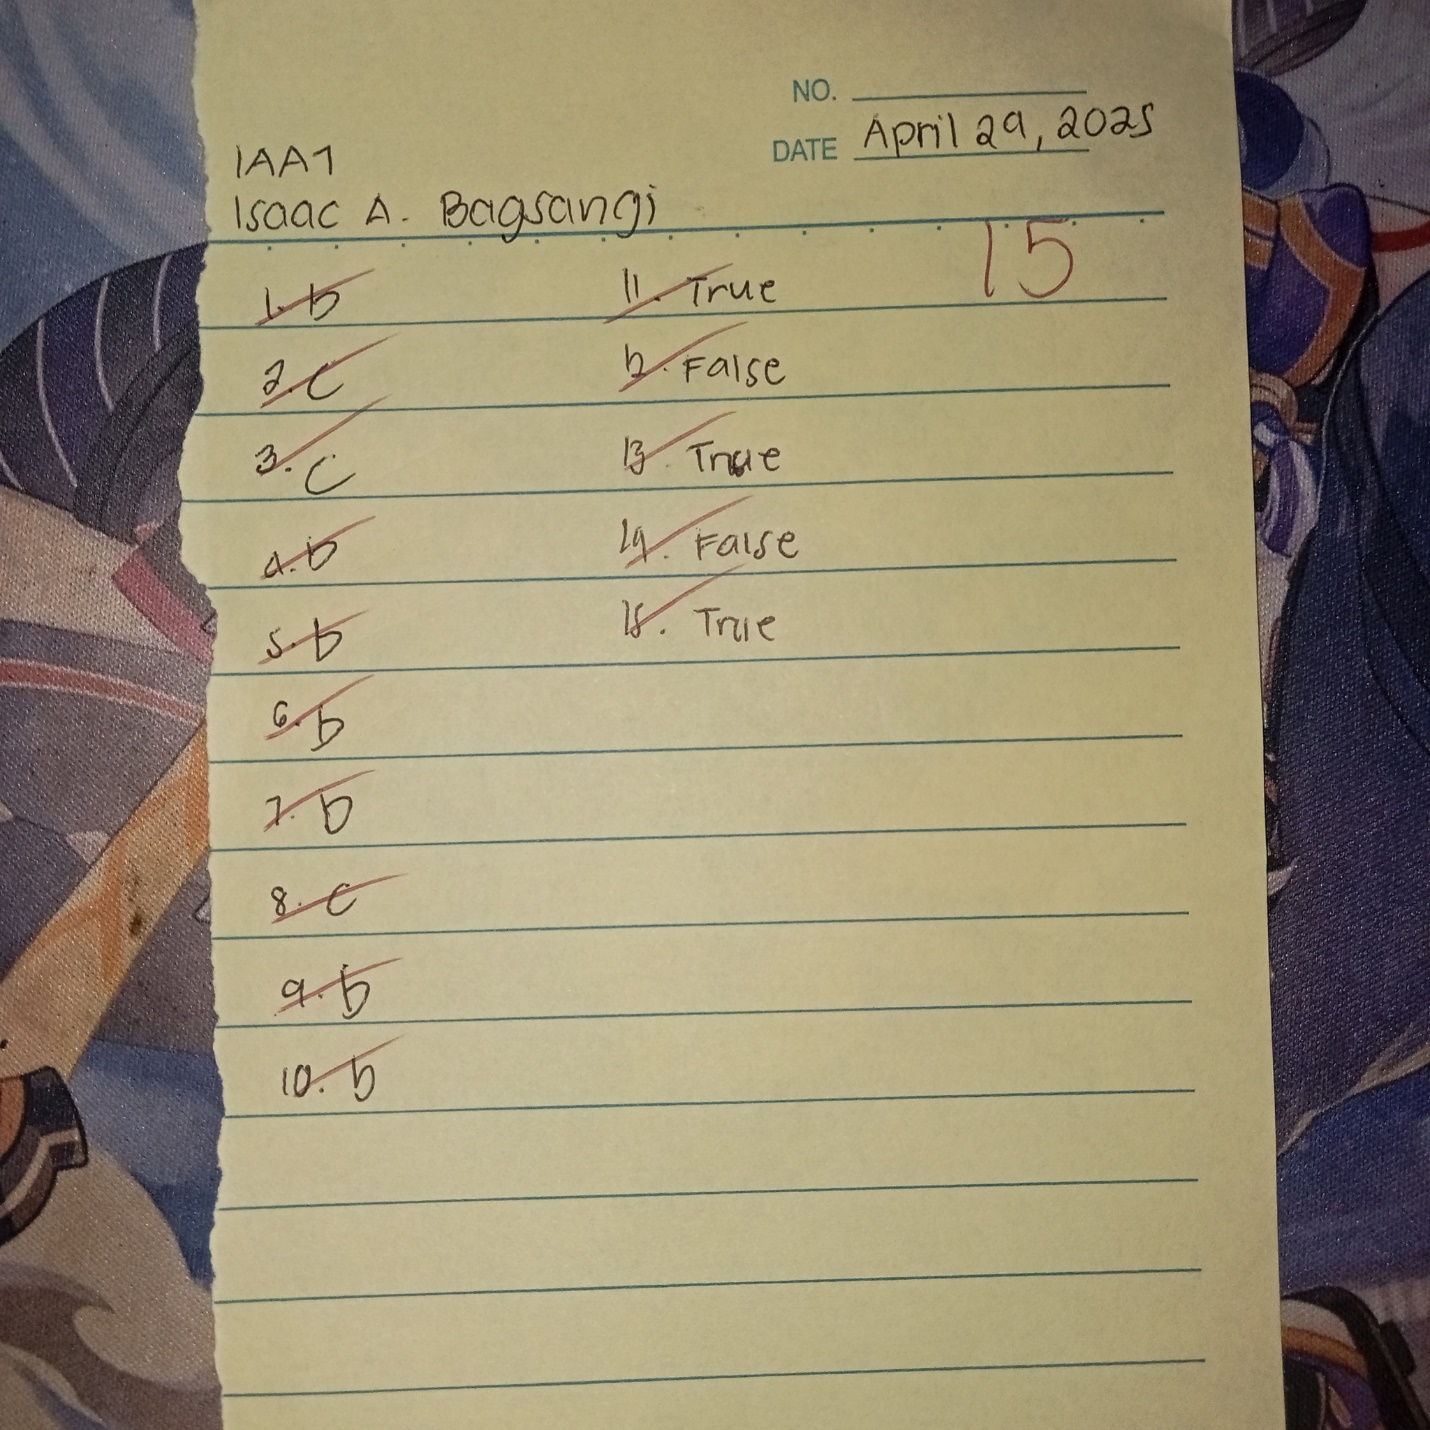 NO.
DATE April 29, 2025
IAA1
Isaac A. Bagsangi
15
1. b
2. c
3. c
4. b
5. b
6. b
7. b
8. c
9. b
10. b
11. True
12. False
13. True
14. False
15. True